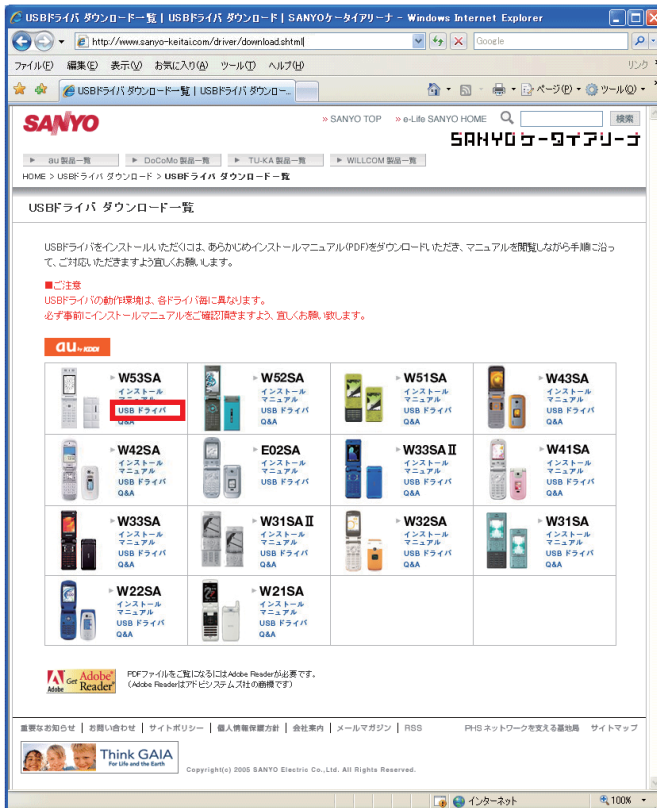 USBドライバ ダウンロード一覧 | USBドライバ ダウンロード | SANYOケータイアリーナ - Windows Internet Explorer
http://www.sanyo-keitai.com/driver/download.shtml
Google
ファイル(F) 編集(E) 表示(V) お気に入り(A) ツール(T) ヘルプ(H)
リンク
USBドライバ ダウンロード一覧 | USBドライバ ダウンロー...
ページ(P) ツール(O)
SANYO
» SANYO TOP » e-Life SANYO HOME 検索
SANYOケータイアリーナ
au 製品一覧 DoCoMo 製品一覧 TU-KA 製品一覧 WILLCOM 製品一覧
HOME > USBドライバ ダウンロード > USBドライバ ダウンロード一覧
USBドライバ ダウンロード一覧
USBドライバをインストールいただくには、あらかじめインストールマニュアル(PDF)をダウンロードいただき、マニュアルを閲覧しながら手順に沿っ
て、ご対応いただきますよう宜しくお願いします。
■ご注意
USBドライバの動作環境は、各ドライバ毎に異なります。
必ず事前にインストールマニュアルをご確認頂きますよう、宜しくお願い致します。
au by KDDI
W53SA
インストール
マニュアル
USB ドライバ
Q&A
W52SA
インストール
マニュアル
USB ドライバ
Q&A
W51SA
インストール
マニュアル
USB ドライバ
Q&A
W43SA
インストール
マニュアル
USB ドライバ
Q&A
W42SA
インストール
マニュアル
USB ドライバ
Q&A
E02SA
インストール
マニュアル
USB ドライバ
W33SAⅡ
インストール
マニュアル
USB ドライバ
Q&A
W41SA
インストール
マニュアル
USB ドライバ
Q&A
W33SA
インストール
マニュアル
USB ドライバ
Q&A
W31SAⅡ
インストール
マニュアル
USB ドライバ
Q&A
W32SA
インストール
マニュアル
USB ドライバ
Q&A
W31SA
インストール
マニュアル
USB ドライバ
Q&A
W22SA
インストール
マニュアル
USB ドライバ
Q&A
W21SA
インストール
マニュアル
USB ドライバ
Q&A
Adobe
Get Adobe Reader
PDFファイルをご覧になるにはAdobe Readerが必要です。
(Adobe Readerはアドビシステムズ社の商標です)
重要なお知らせ | お問い合わせ | サイトポリシー | 個人情報保護方針 | 会社案内 | メールマガジン | RSS PHSネットワークを支える基地局 サイトマップ
Think GAIA
For Life and the Earth
Copyright(c) 2005 SANYO Electric Co.,Ltd. All Rights Reserved.
インターネット 100%